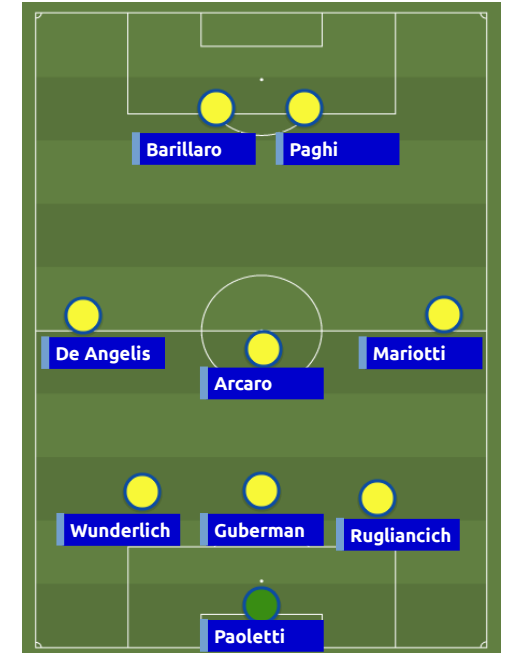 Barillaro
Paghi
De Angelis
Mariotti
Arcaro
Wunderlich
Guberman
Rugliancich
Paoletti